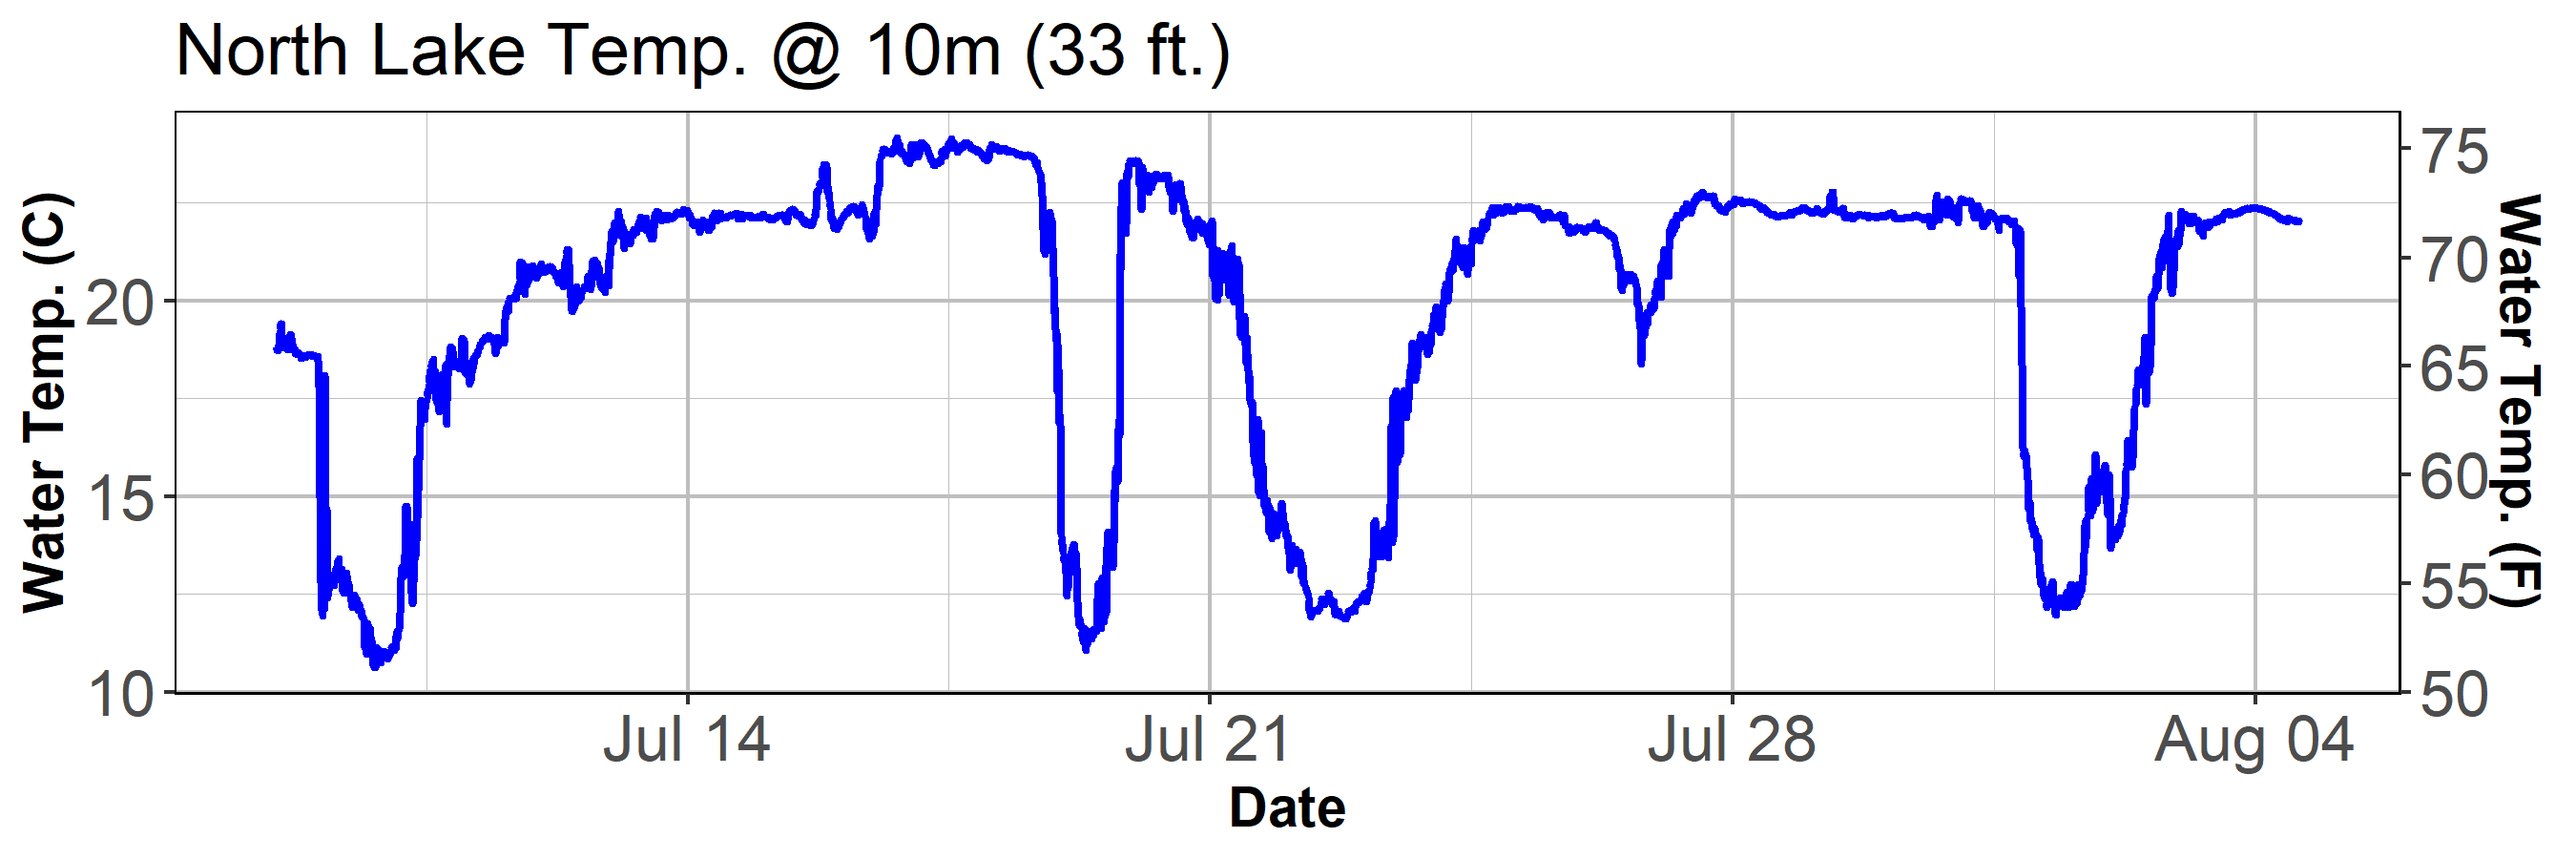 North Lake Temp. @ 10m (33 ft.)
Water Temp. (C)
20
15
10
75
70
65
60
55
50
Water Temp. (F)
Jul 14
Jul 21
Jul 28
Aug 04
Date